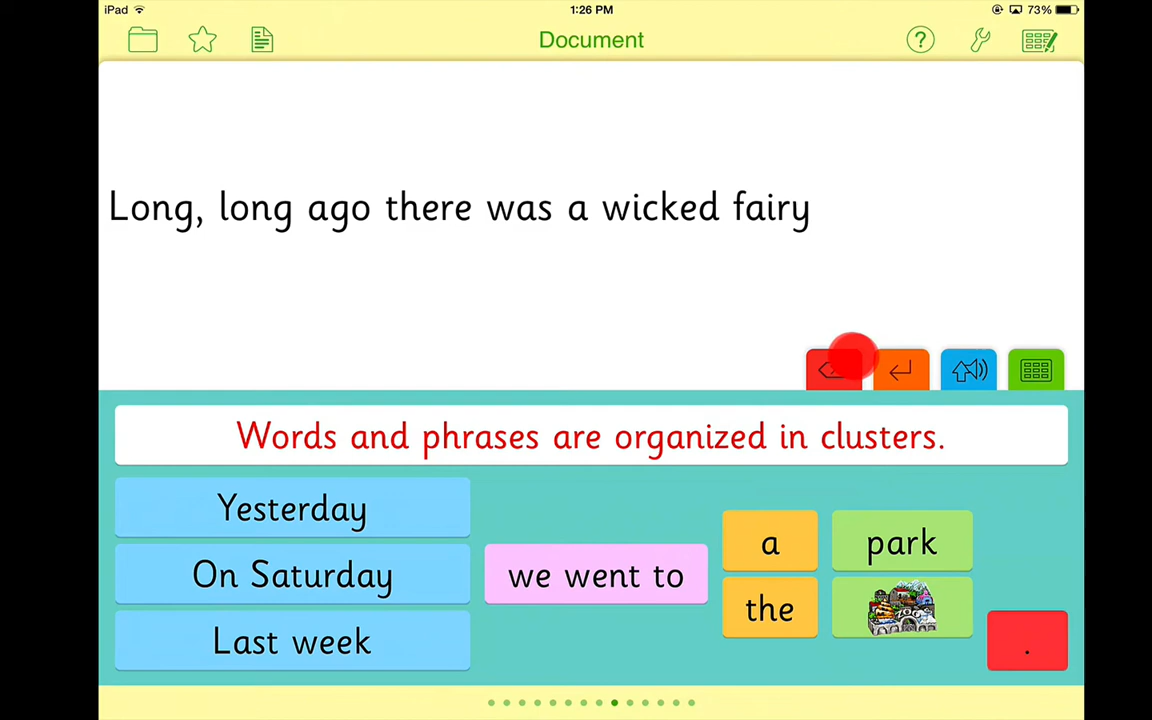 iPad 1:26 PM 73%
Document
?
Long, long ago there was a wicked fairy
Words and phrases are organized in clusters.
Yesterday
On Saturday
Last week
we went to
a
the
park
ZOO
.